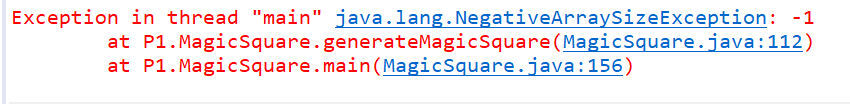 Exception in thread "main" java.lang.NegativeArraySizeException: -1
at P1.MagicSquare.generateMagicSquare(MagicSquare.java:112)
at P1.MagicSquare.main(MagicSquare.java:156)